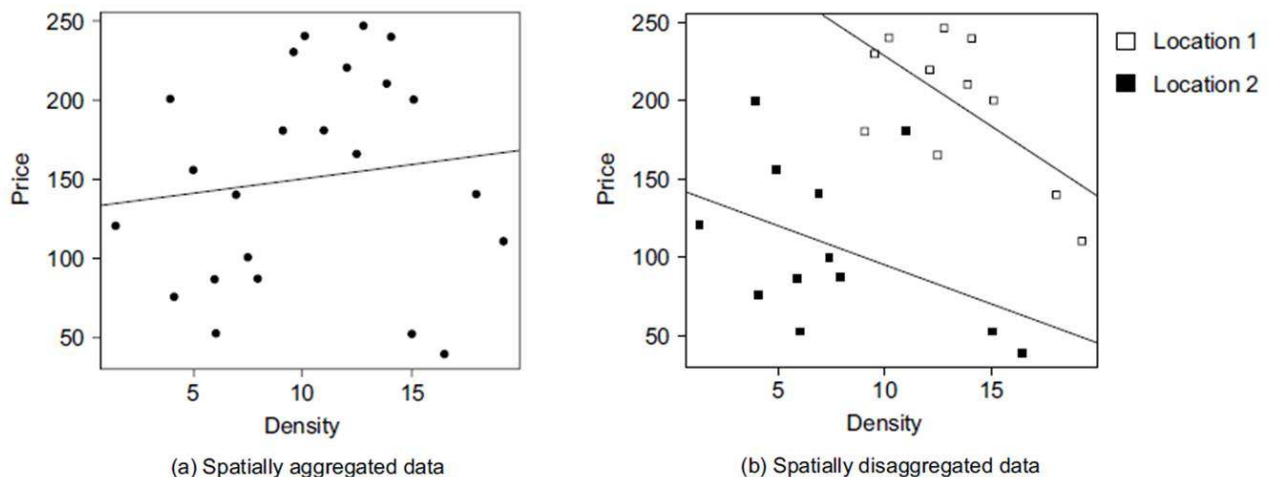 250
200
150
100
50
Price
5
10
15
Density
(a) Spatially aggregated data
250
200
150
100
50
Price
5
10
15
Density
(b) Spatially disaggregated data
Location 1
Location 2